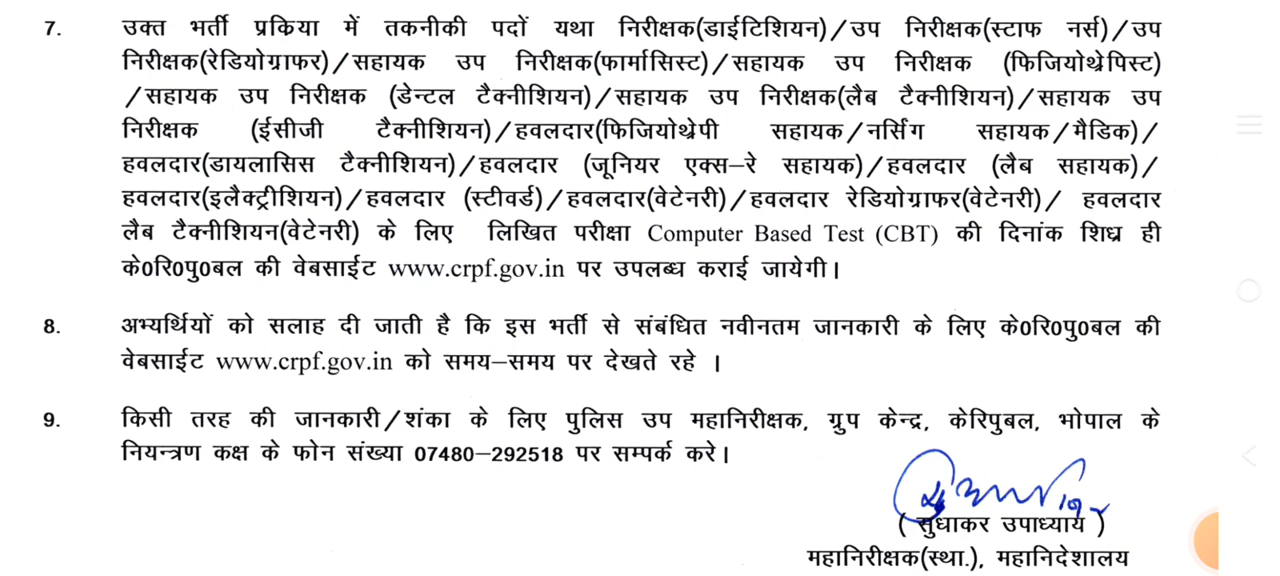 7. उक्त भर्ती प्रकिया में तकनीकी पदों यथा निरीक्षक(डाईटिशियन)/उप निरीक्षक(स्टाफ नर्स)/उप
निरीक्षक(रेडियोग्राफर)/सहायक उप निरीक्षक(फार्मासिस्ट)/सहायक उप निरीक्षक (फिजियोथ्रेपिस्ट)
/सहायक उप निरीक्षक (डेन्टल टैक्नीशियन)/सहायक उप निरीक्षक(लैब टैक्नीशियन)/सहायक उप
निरीक्षक (ईसीजी टैक्नीशियन)/हवलदार(फिजियोथ्रेपी सहायक/नर्सिंग सहायक/मैडिक)/
हवलदार(डायलासिस टैक्नीशियन)/हवलदार (जूनियर एक्स–रे सहायक)/हवलदार (लैब सहायक)/
हवलदार(इलैक्ट्रीशियन)/हवलदार (स्टीवर्ड)/हवलदार(वेटेनरी)/हवलदार रेडियोग्राफर(वेटेनरी)/ हवलदार
लैब टैक्नीशियन(वेटेनरी) के लिए लिखित परीक्षा Computer Based Test (CBT) की दिनांक शिघ्र ही
के0रि0पु0बल की वेबसाईट www.crpf.gov.in पर उपलब्ध कराई जायेगी।
8. अभ्यर्थियों को सलाह दी जाती है कि इस भर्ती से संबंधित नवीनतम जानकारी के लिए के0रि0पु0बल की
वेबसाईट www.crpf.gov.in को समय–समय पर देखते रहे ।
9. किसी तरह की जानकारी/शंका के लिए पुलिस उप महानिरीक्षक, ग्रुप केन्द्र, केरिपुबल, भोपाल के
नियन्त्रण कक्ष के फोन संख्या 07480–292518 पर सम्पर्क करे।
( सुधाकर उपाध्याय )
महानिरीक्षक(स्था.), महानिदेशालय